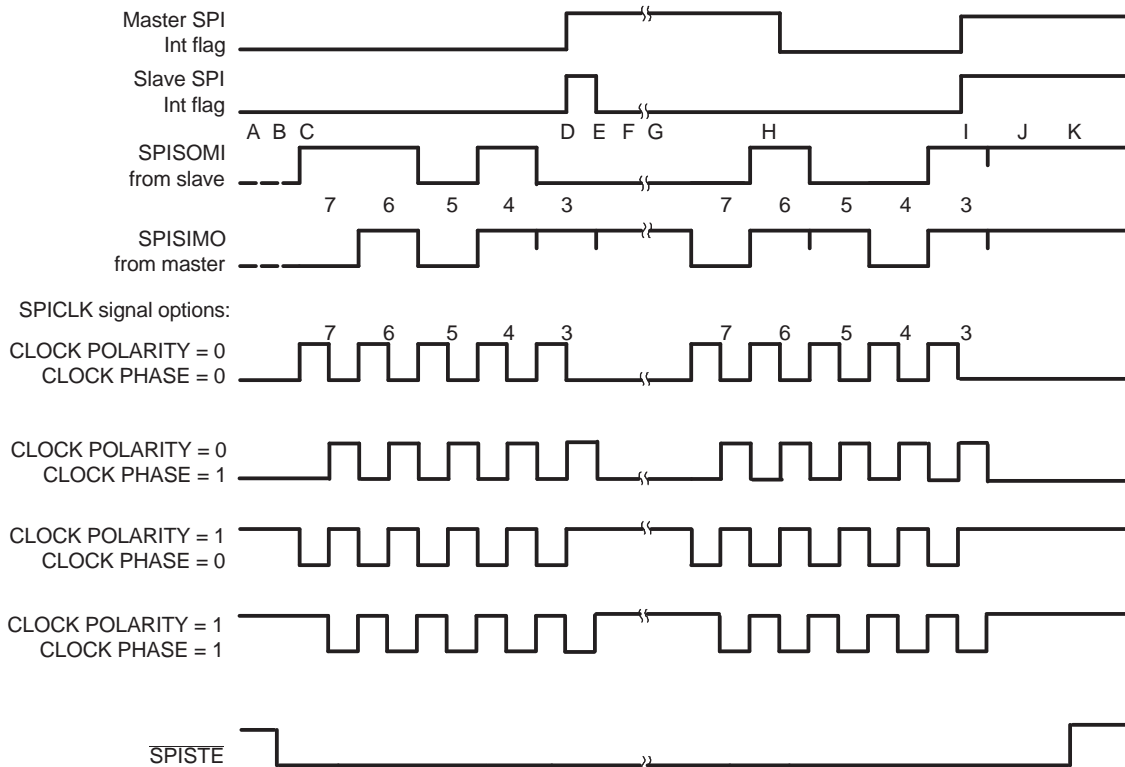 Master SPI
Int flag
Slave SPI
Int flag
A B C D E F G H I J K
SPISOMI
from slave
7 6 5 4 3 7 6 5 4 3
SPISIMO
from master
SPICLK signal options:
7 6 5 4 3 7 6 5 4 3
CLOCK POLARITY = 0
CLOCK PHASE = 0
CLOCK POLARITY = 0
CLOCK PHASE = 1
CLOCK POLARITY = 1
CLOCK PHASE = 0
CLOCK POLARITY = 1
CLOCK PHASE = 1
SPISTE